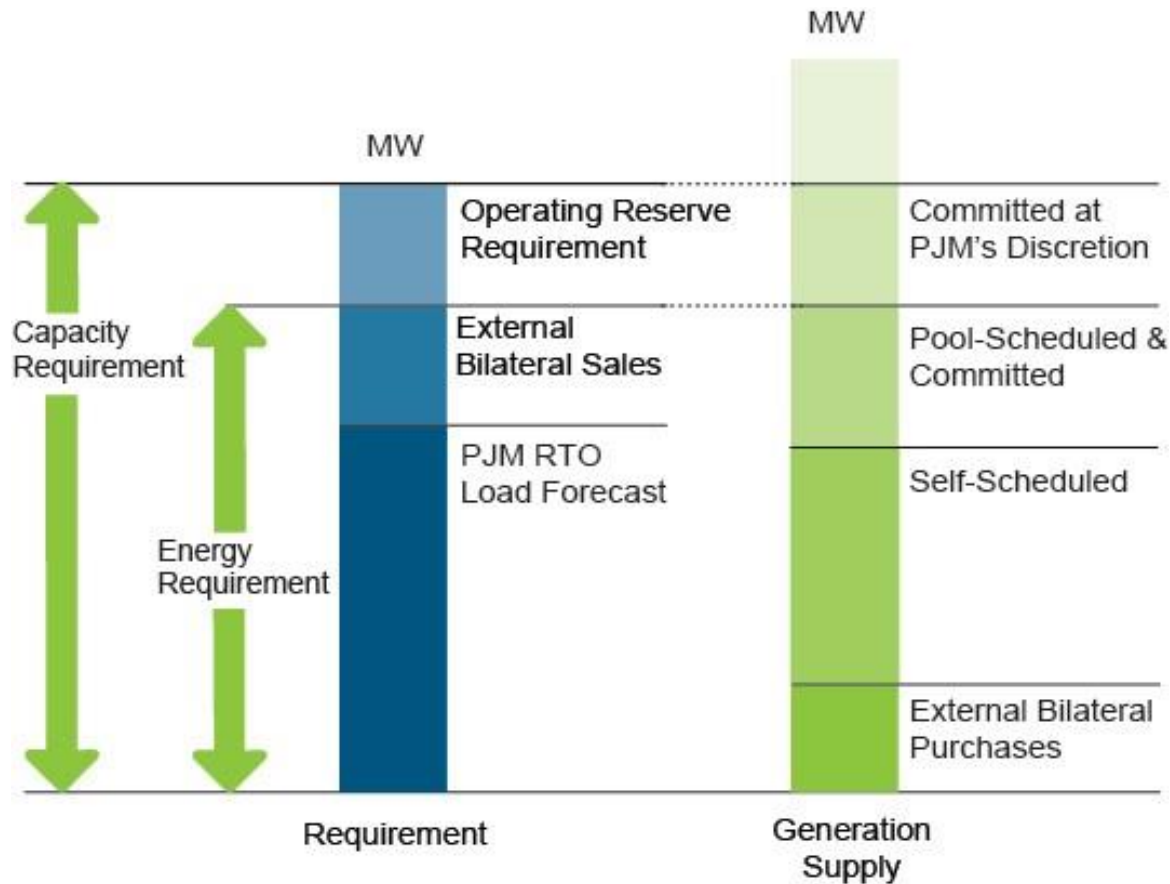 MW
MW
Operating Reserve
Requirement
Committed at
PJM's Discretion
Capacity
Requirement
External
Bilateral Sales
Pool-Scheduled &
Committed
PJM RTO
Load Forecast
Self-Scheduled
Energy
Requirement
External Bilateral
Purchases
Requirement
Generation
Supply